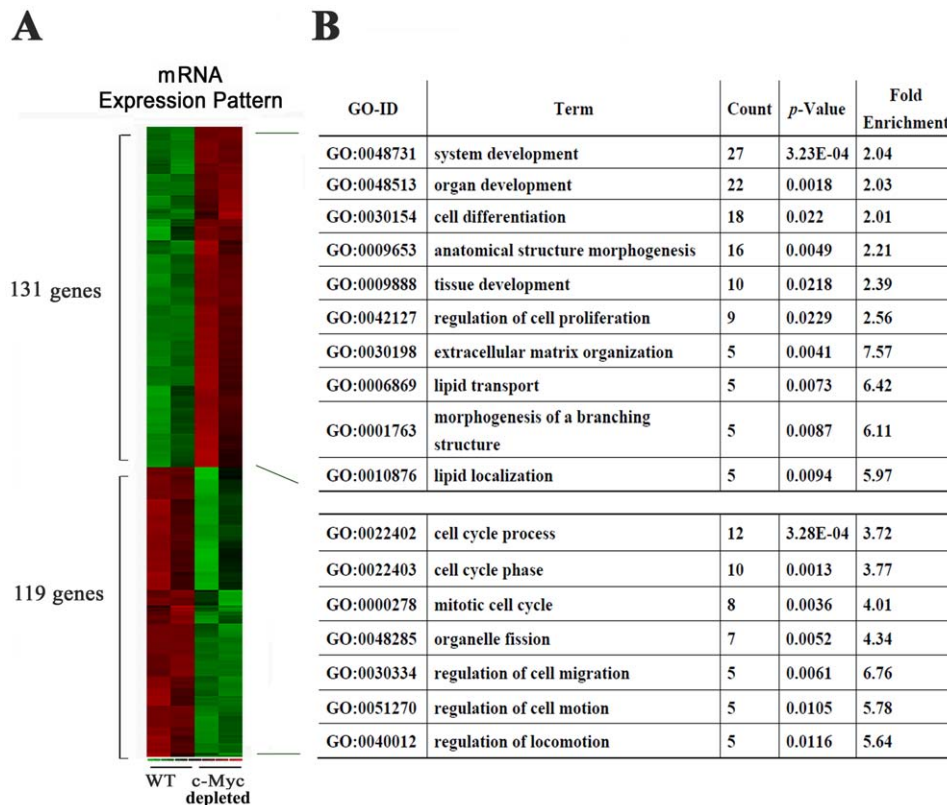 A
B
mRNA
Expression Pattern
131 genes
119 genes
WT c-Myc
depleted
GO-ID Term Count p-Value Fold
Enrichment
GO:0048731 system development 27 3.23E-04 2.04
GO:0048513 organ development 22 0.0018 2.03
GO:0030154 cell differentiation 18 0.022 2.01
GO:0009653 anatomical structure morphogenesis 16 0.0049 2.21
GO:0009888 tissue development 10 0.0218 2.39
GO:0042127 regulation of cell proliferation 9 0.0229 2.56
GO:0030198 extracellular matrix organization 5 0.0041 7.57
GO:0006869 lipid transport 5 0.0073 6.42
GO:0001763 morphogenesis of a branching
structure 5 0.0087 6.11
GO:0010876 lipid localization 5 0.0094 5.97
GO:0022402 cell cycle process 12 3.28E-04 3.72
GO:0022403 cell cycle phase 10 0.0013 3.77
GO:0000278 mitotic cell cycle 8 0.0036 4.01
GO:0048285 organelle fission 7 0.0052 4.34
GO:0030334 regulation of cell migration 5 0.0061 6.76
GO:0051270 regulation of cell motion 5 0.0105 5.78
GO:0040012 regulation of locomotion 5 0.0116 5.64